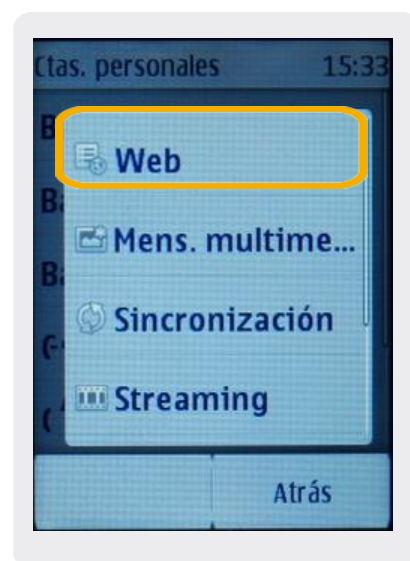 Ctas. personales 15:33
Web
Mens. multime...
Sincronización
Streaming
Atrás